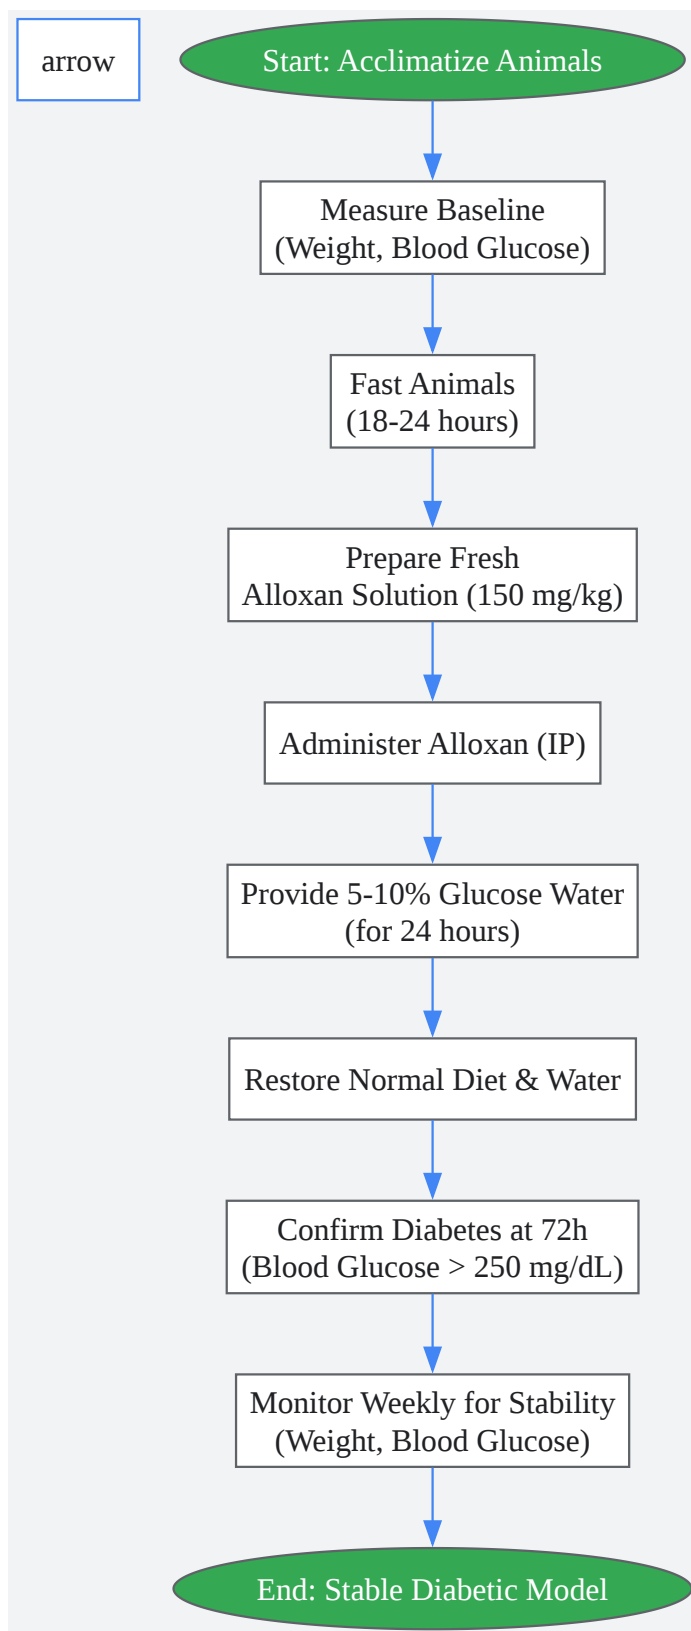 arrow
Start: Acclimatize Animals
Measure Baseline
(Weight, Blood Glucose)
Fast Animals
(18-24 hours)
Prepare Fresh
Alloxan Solution (150 mg/kg)
Administer Alloxan (IP)
Provide 5-10% Glucose Water
(for 24 hours)
Restore Normal Diet & Water
Confirm Diabetes at 72h
(Blood Glucose > 250 mg/dL)
Monitor Weekly for Stability
(Weight, Blood Glucose)
End: Stable Diabetic Model